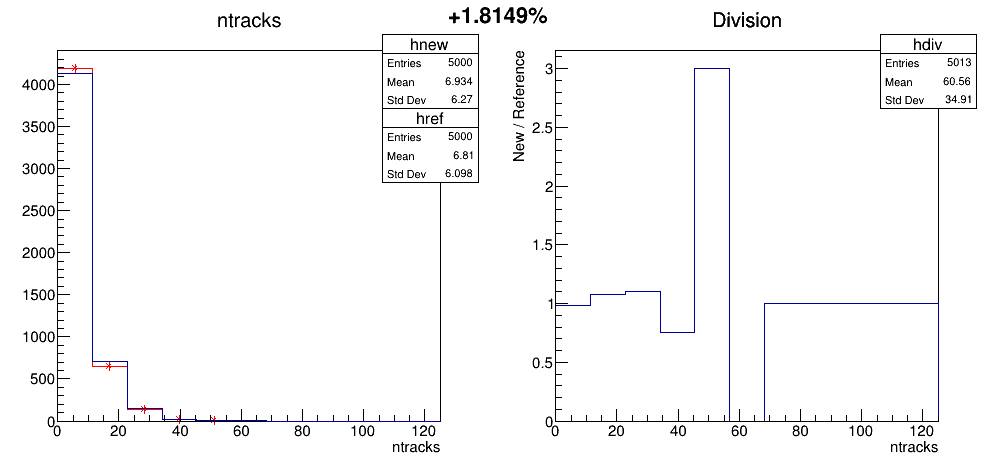 +1.8149%
ntracks
hnew
Entries 5000
Mean 6.934
Std Dev 6.27
href
Entries 5000
Mean 6.81
Std Dev 6.098
4000
3500
3000
2500
2000
1500
1000
500
0
0 20 40 60 80 100 120
ntracks
Division
hdiv
Entries 5013
Mean 60.56
Std Dev 34.91
New / Reference
3
2.5
2
1.5
1
0.5
0
0 20 40 60 80 100 120
ntracks